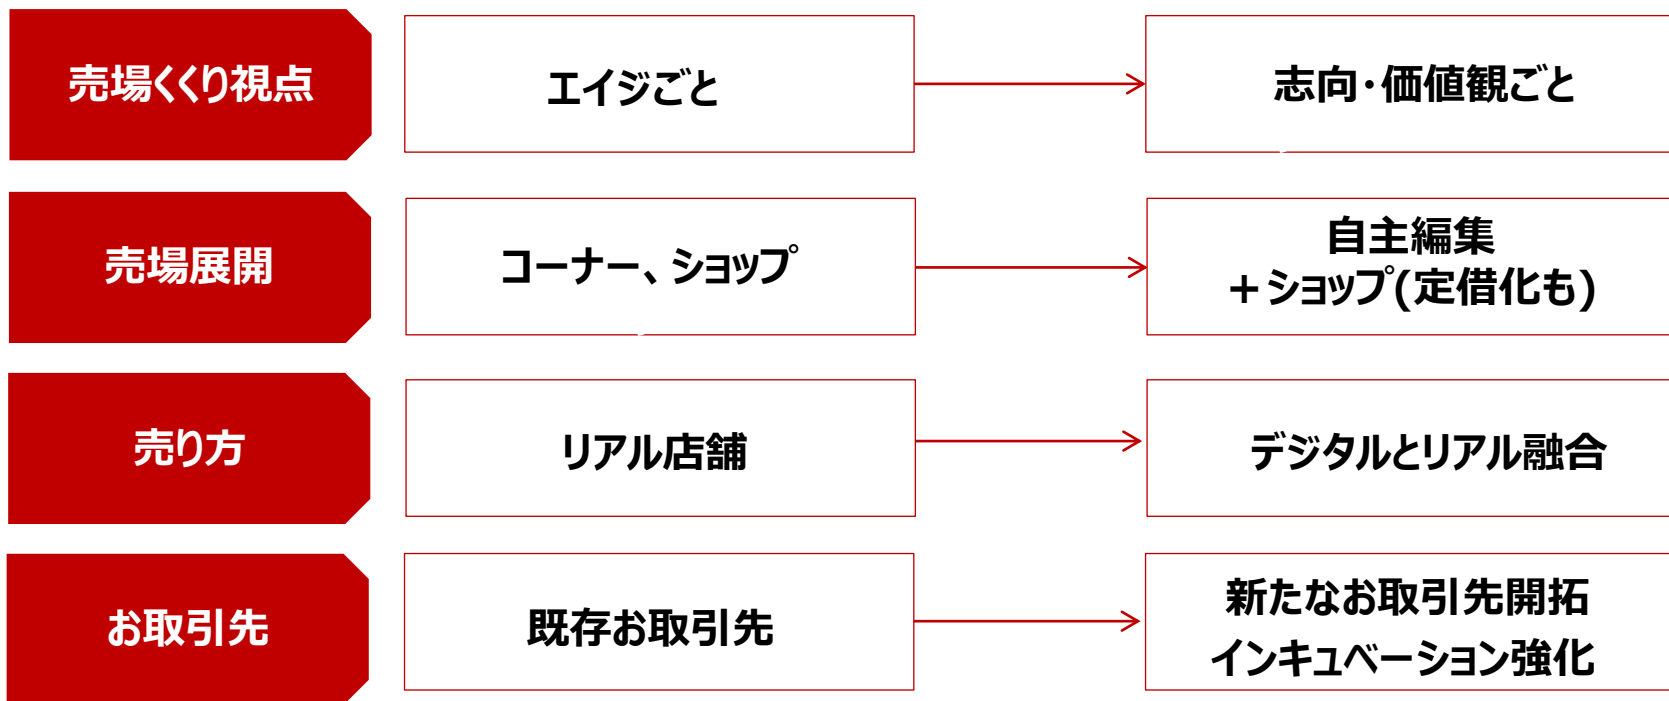 売場くくり視点
エイジごと
志向・価値観ごと
売場展開
コーナー、ショップ
自主編集
＋ショップ(定借化も)
売り方
リアル店舗
デジタルとリアル融合
お取引先
既存お取引先
新たなお取引先開拓
インキュベーション強化